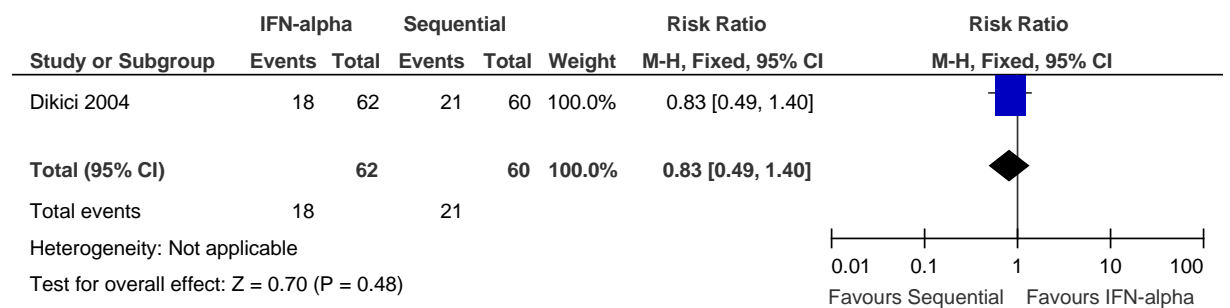 IFN-alpha Sequential Risk Ratio Risk Ratio
Study or Subgroup Events Total Events Total Weight M-H, Fixed, 95% CI M-H, Fixed, 95% CI
Dikici 2004 18 62 21 60 100.0% 0.83 [0.49, 1.40]
Total (95% CI) 62 60 100.0% 0.83 [0.49, 1.40]
Total events 18 21
Heterogeneity: Not applicable
Test for overall effect: Z = 0.70 (P = 0.48)
0.01 0.1 1 10 100
Favours Sequential Favours IFN-alpha